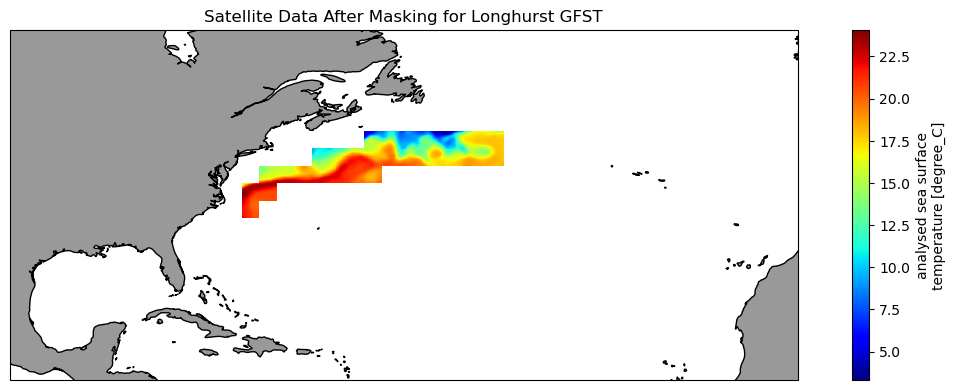 Satellite Data After Masking for Longhurst GFST
22.5
20.0
17.5
15.0
12.5
10.0
7.5
5.0
analysed sea surface
temperature [degree_C]